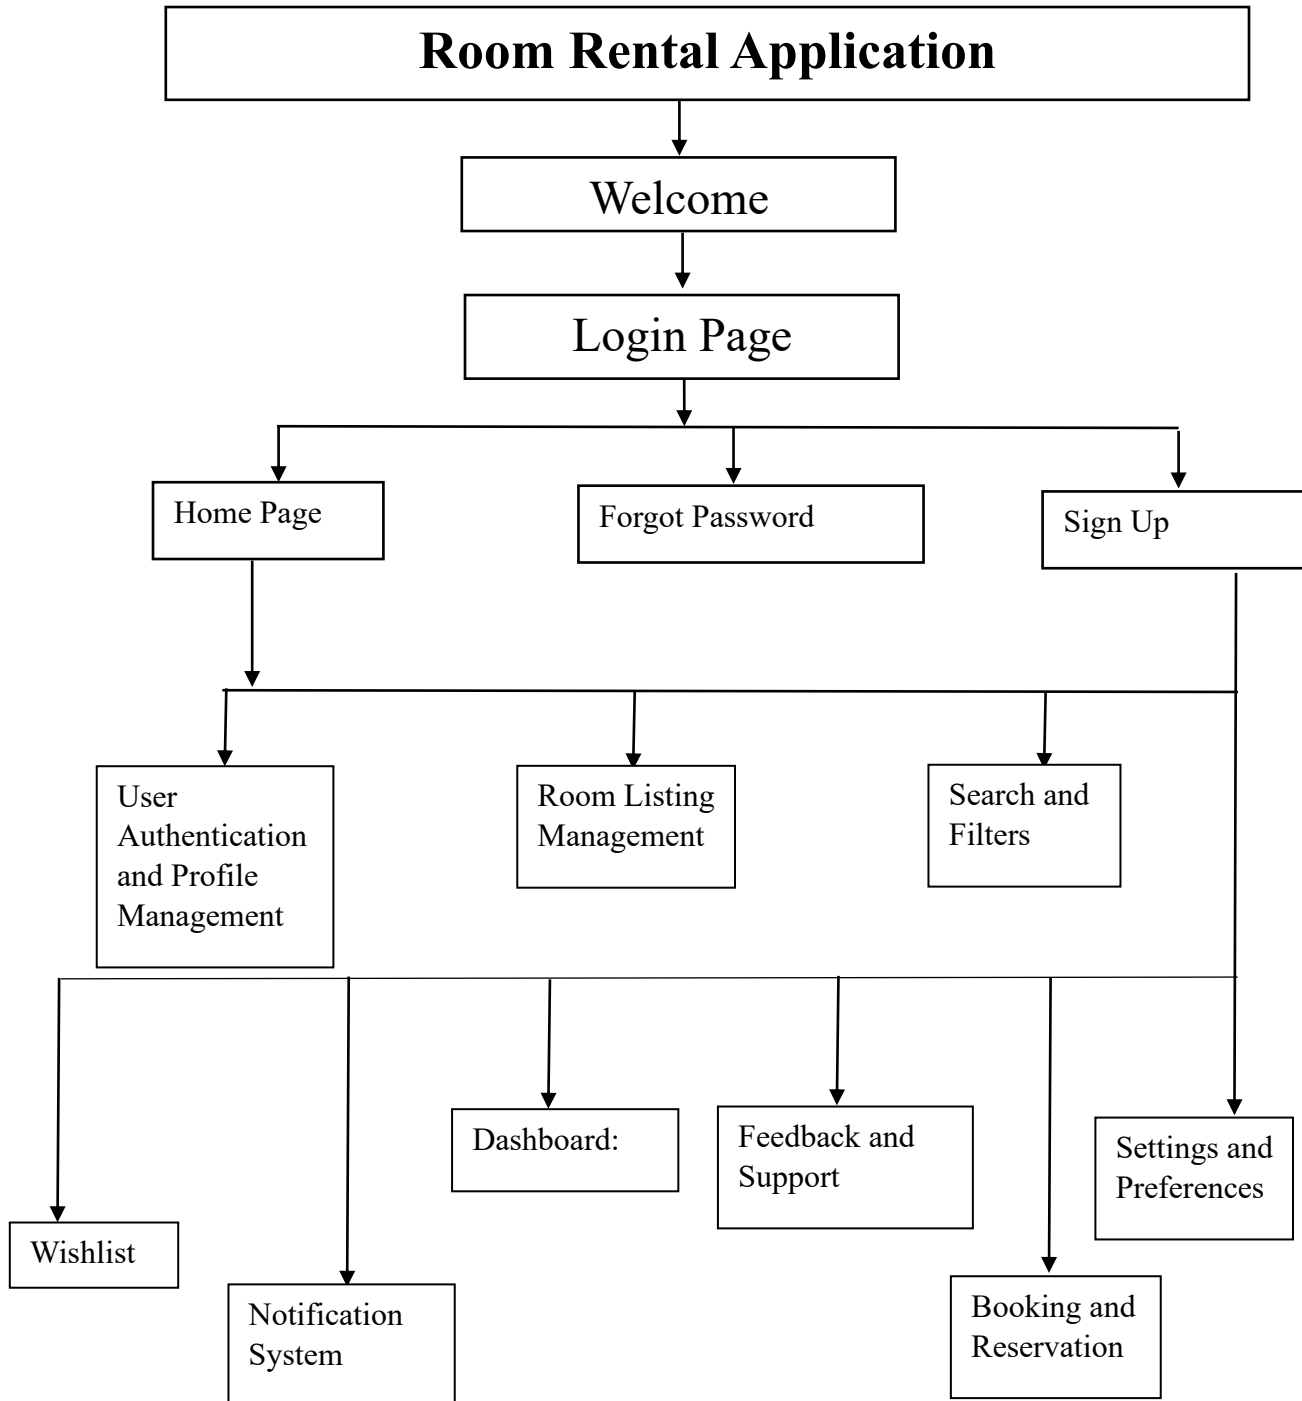 Room Rental Application
Welcome
Login Page
Home Page
Forgot Password
Sign Up
User
Authentication
and Profile
Management
Room Listing
Management
Search and
Filters
Dashboard:
Feedback and
Support
Settings and
Preferences
Wishlist
Notification
System
Booking and
Reservation